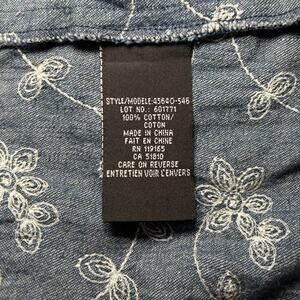 STYLE/MODELE:45640-546
LOT NO.: 601771
100% COTTON/
COTON
MADE IN CHINA
FAIT EN CHINE
RN 119165
CA 51810
CARE ON REVERSE
ENTRETIEN VOIR L'ENVERS